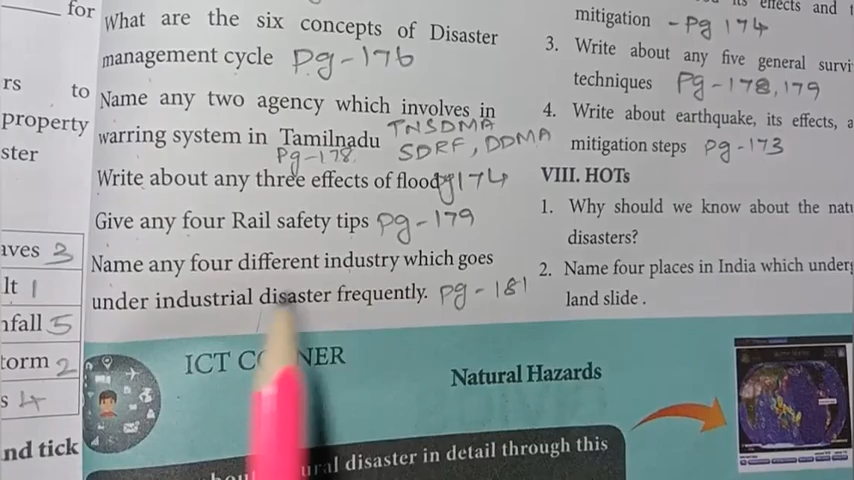 for
rs to
property
ster
aves 3
lt 1
nfall 5
torm 2
s 4
nd tick
What are the six concepts of Disaster
management cycle pg-176
Name any two agency which involves in
warring system in Tamilnadu TNSDMA
pg-178 SDRF, DDMA
Write about any three effects of flood pg 174
Give any four Rail safety tips pg-179
Name any four different industry which goes
under industrial disaster frequently. pg-181
its effects and
mitigation - Pg 174
3. Write about any five general survi
techniques Pg-178,179
4. Write about earthquake, its effects, a
mitigation steps pg-173
VIII. HOTs
1. Why should we know about the natu
disasters?
2. Name four places in India which under
land slide .
ICT CORNER
Natural Hazards
ural disaster in detail through this